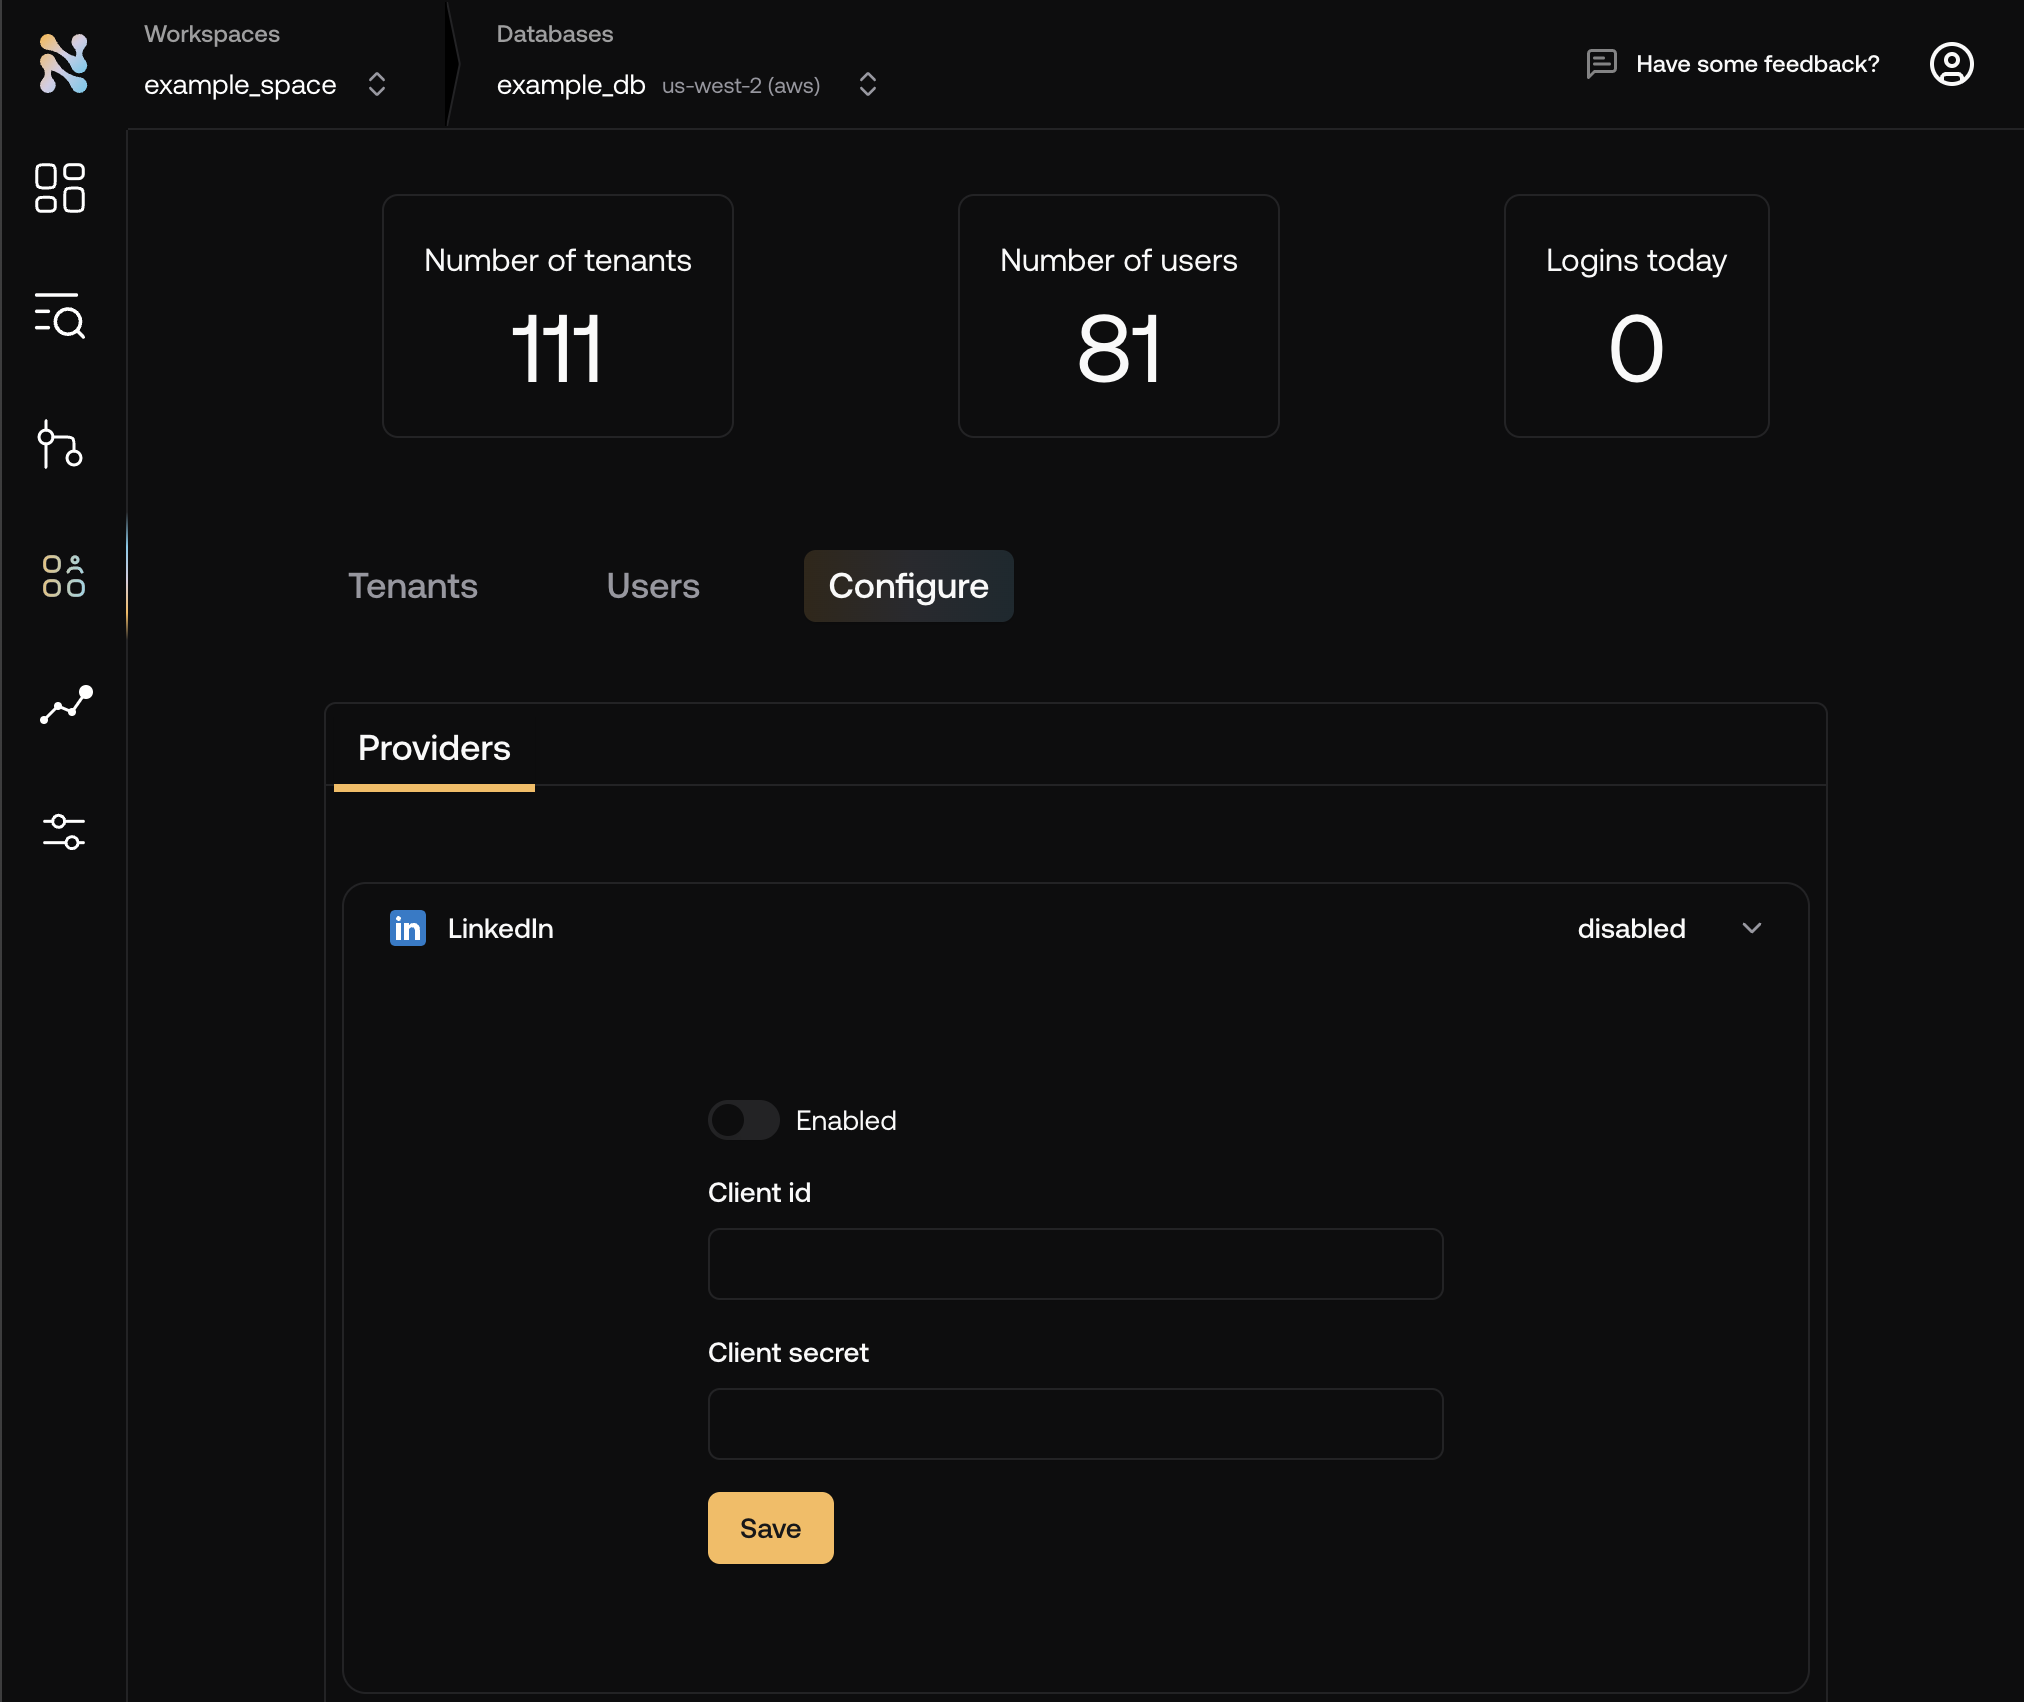 Workspaces
example_space
Databases
example_db us-west-2 (aws)
Have some feedback?
Number of tenants
111
Number of users
81
Logins today
0
Tenants
Users
Configure
Providers
in LinkedIn
disabled
Enabled
Client id
Client secret
Save